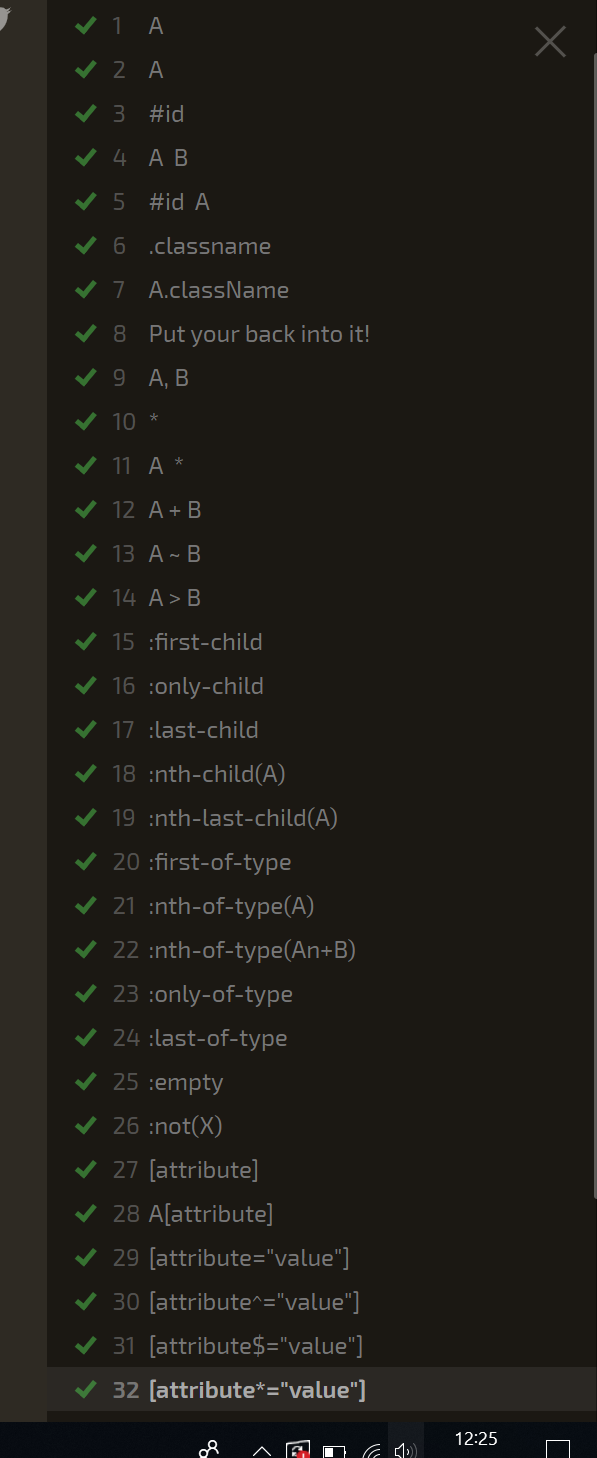 1 A
2 A
3 #id
4 A B
5 #id A
6 .classname
7 A.className
8 Put your back into it!
9 A, B
10 *
11 A *
12 A + B
13 A ~ B
14 A > B
15 :first-child
16 :only-child
17 :last-child
18 :nth-child(A)
19 :nth-last-child(A)
20 :first-of-type
21 :nth-of-type(A)
22 :nth-of-type(An+B)
23 :only-of-type
24 :last-of-type
25 :empty
26 :not(X)
27 [attribute]
28 A[attribute]
29 [attribute="value"]
30 [attribute^="value"]
31 [attribute$="value"]
32 [attribute*="value"]
12:25